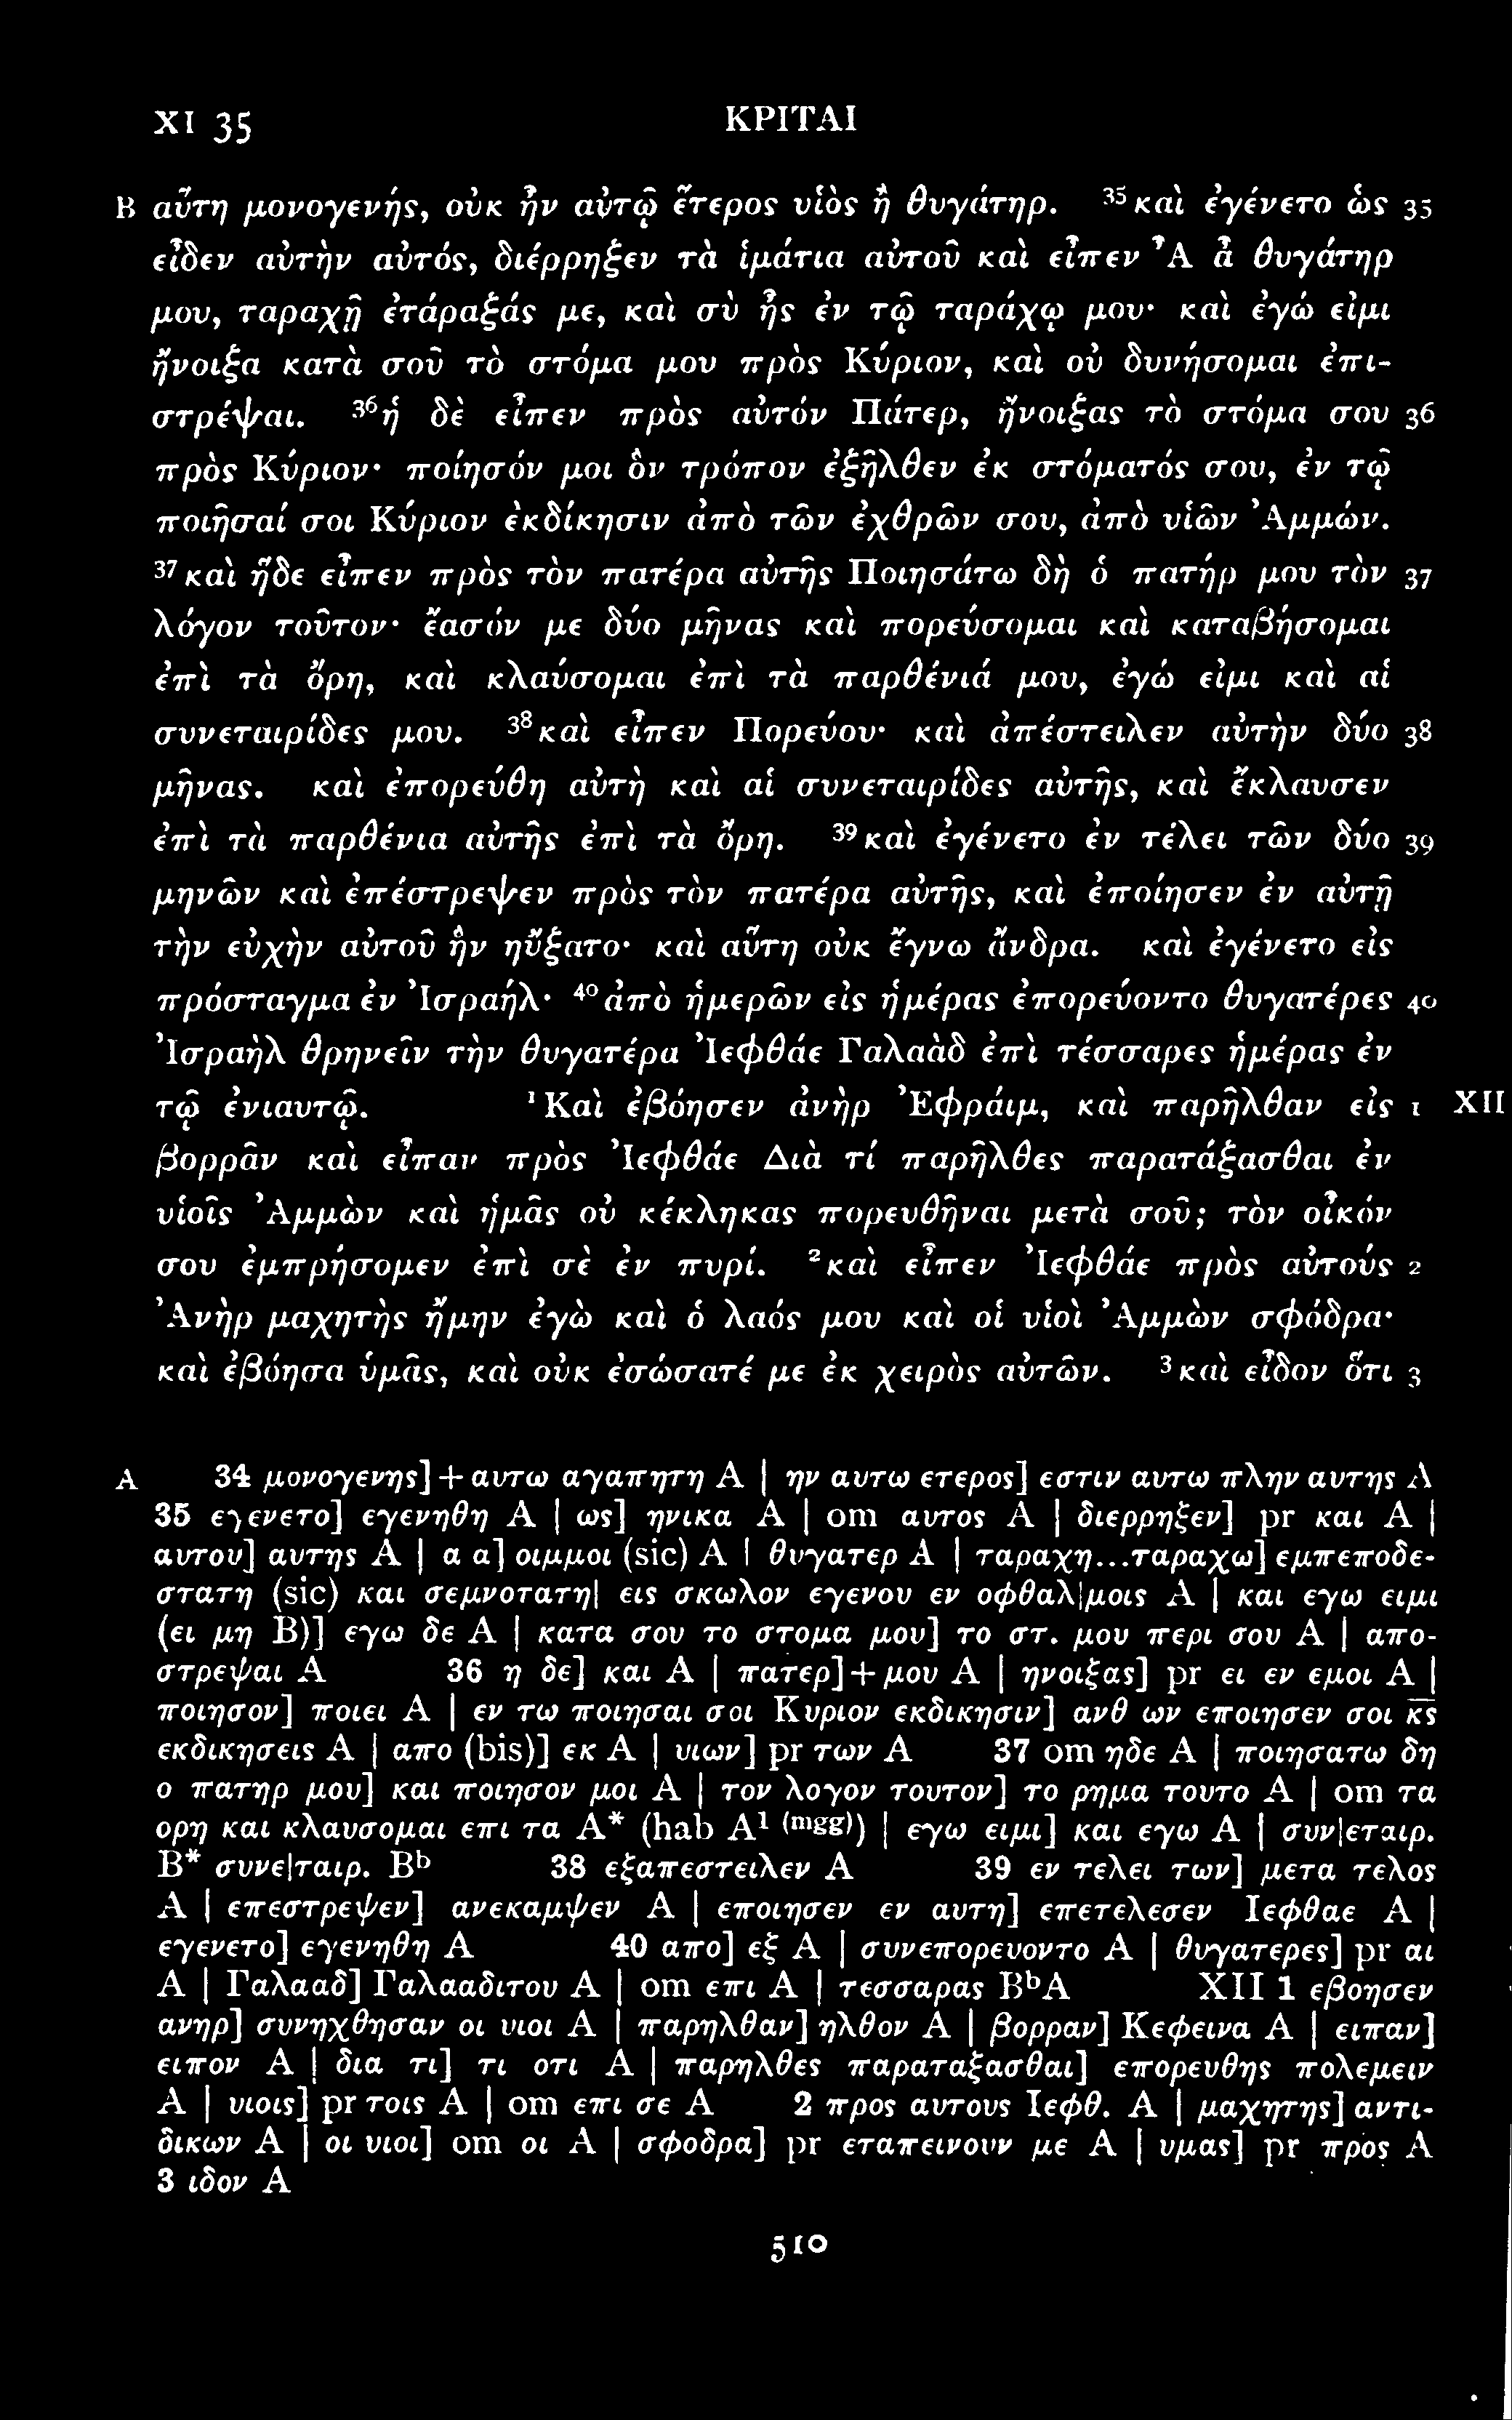 XI 35 ΚΡΙΤΑΙ
B αὕτη μονογενής, οὐκ ἦν αὐτῷ ἕτερος υἱὸς ἢ θυγάτηρ. ³⁵καὶ ἐγένετο ὡς 35
εἶδεν αὐτὴν αὐτός, διέρρηξεν τὰ ἱμάτια αὐτοῦ καὶ εἶπεν Ἆ ἆ θυγάτηρ
μου, ταραχῇ ἐτάραξάς με, καὶ σὺ ἦς ἐν τῷ ταράχῳ μου· καὶ ἐγώ εἰμι
ἤνοιξα κατὰ σοῦ τὸ στόμα μου πρὸς Κύριον, καὶ οὐ δυνήσομαι ἐπι-
στρέψαι. ³⁶ἡ δὲ εἶπεν πρὸς αὐτόν Πάτερ, ἤνοιξας τὸ στόμα σου 36
πρὸς Κύριον· ποίησόν μοι ὃν τρόπον ἐξῆλθεν ἐκ στόματός σου, ἐν τῷ
ποιῆσαί σοι Κύριον ἐκδίκησιν ἀπὸ τῶν ἐχθρῶν σου, ἀπὸ υἱῶν Ἀμμών.
³⁷καὶ ἥδε εἶπεν πρὸς τὸν πατέρα αὐτῆς Ποιησάτω δὴ ὁ πατήρ μου τὸν 37
λόγον τοῦτον· ἔασόν με δύο μῆνας καὶ πορεύσομαι καὶ καταβήσομαι
ἐπὶ τὰ ὄρη, καὶ κλαύσομαι ἐπὶ τὰ παρθένιά μου, ἐγώ εἰμι καὶ αἱ
συνεταιρίδες μου. ³⁸καὶ εἶπεν Πορεύου· καὶ ἀπέστειλεν αὐτὴν δύο 38
μῆνας. καὶ ἐπορεύθη αὐτὴ καὶ αἱ συνεταιρίδες αὐτῆς, καὶ ἔκλαυσεν
ἐπὶ τὰ παρθένια αὐτῆς ἐπὶ τὰ ὄρη. ³⁹καὶ ἐγένετο ἐν τέλει τῶν δύο 39
μηνῶν καὶ ἐπέστρεψεν πρὸς τὸν πατέρα αὐτῆς, καὶ ἐποίησεν ἐν αὐτῇ
τὴν εὐχὴν αὐτοῦ ἣν ηὔξατο· καὶ αὕτη οὐκ ἔγνω ἄνδρα. καὶ ἐγένετο εἰς
πρόσταγμα ἐν Ἰσραήλ· ⁴⁰ἀπὸ ἡμερῶν εἰς ἡμέρας ἐπορεύοντο θυγατέρες 40
Ἰσραὴλ θρηνεῖν τὴν θυγατέρα Ἰεφθάε Γαλαὰδ ἐπὶ τέσσαρες ἡμέρας ἐν
τῷ ἐνιαυτῷ. ¹Καὶ ἐβόησεν ἀνὴρ Ἐφράιμ, καὶ παρῆλθαν εἰς 1 XII
βορρᾶν καὶ εἶπαν πρὸς Ἰεφθάε Διὰ τί παρῆλθες παρατάξασθαι ἐν
υἱοῖς Ἀμμὼν καὶ ἡμᾶς οὐ κέκληκας πορευθῆναι μετὰ σοῦ; τὸν οἶκόν
σου ἐμπρήσομεν ἐπὶ σὲ ἐν πυρί. ²καὶ εἶπεν Ἰεφθάε πρὸς αὐτούς 2
Ἀνὴρ μαχητὴς ἤμην ἐγὼ καὶ ὁ λαός μου καὶ οἱ υἱοὶ Ἀμμὼν σφόδρα·
καὶ ἐβόησα ὑμᾶς, καὶ οὐκ ἐσώσατέ με ἐκ χειρὸς αὐτῶν. ³καὶ εἶδον ὅτι 3
A 34 μονογενης] + αυτω αγαπητη A | ην αυτω ετερος] εστιν αυτω πλην αυτης A
35 εγενετο] εγενηθη A | ως] ηνικα A | om αυτος A | διερρηξεν] pr και A |
αυτου] αυτης A | α α] οιμμοι (sic) A | θυγατερ A | ταραχη...ταραχω] εμπεποδε-
στατη (sic) και σεμνοτατη| εις σκωλον εγενου εν οφθαλ|μοις A | και εγω ειμι
(ει μη B)] εγω δε A | κατα σου το στομα μου] το στ. μου περι σου A | απο-
στρεψαι A 36 η δε] και A | πατερ] + μου A | ηνοιξας] pr ει εν εμοι A |
ποιησον] ποιει A | εν τω ποιησαι σοι Κυριον εκδικησιν] ανθ ων εποιησεν σοι κ̅ς̅
εκδικησεις A | απο (bis)] εκ A | υιων] pr των A 37 om ηδε A | ποιησατω δη
ο πατηρ μου] και ποιησον μοι A | τον λογον τουτον] το ρημα τουτο A | om τα
ορη και κλαυσομαι επι τα A* (hab A¹ ⁽ᵐᵍᵍ⁾) | εγω ειμι] και εγω A | συν|εταιρ.
B* συνε|ταιρ. Bᵇ 38 εξαπεστειλεν A 39 εν τελει των] μετα τελος
A | επεστρεψεν] ανεκαμψεν A | εποιησεν εν αυτη] επετελεσεν Ιεφθαε A |
εγενετο] εγενηθη A 40 απο] εξ A | συνεπορευοντο A | θυγατερες] pr αι
A | Γαλααδ] Γαλααδιτου A | om επι A | τεσσαρας BᵇA XII 1 εβοησεν
ανηρ] συνηχθησαν οι υιοι A | παρηλθαν] ηλθον A | βορραν] Κεφεινα A | ειπαν]
ειπον A | δια τι] τι οτι A | παρηλθες παραταξασθαι] επορευθης πολεμειν
A | υιοις] pr τοις A | om επι σε A 2 προς αυτους Ιεφθ. A | μαχητης] αντι-
δικων A | οι υιοι] om οι A | σφοδρα] pr εταπεινουν με A | υμας] pr προς A
3 ιδον A
510